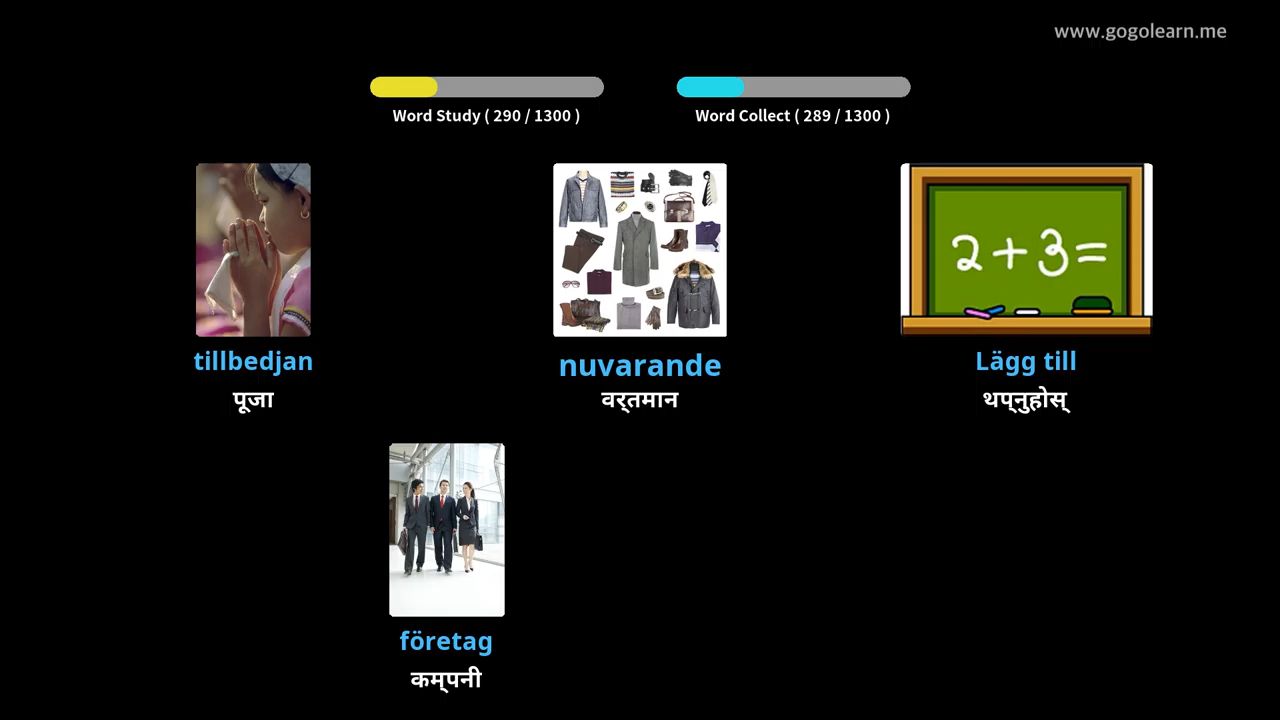 www.gogolearn.me
Word Study ( 290 / 1300 )
Word Collect ( 289 / 1300 )
2+3=
tillbedjan
nuvarande
Lägg till
पूजा
वर्तमान
थप्नुहोस्
företag
कम्पनी